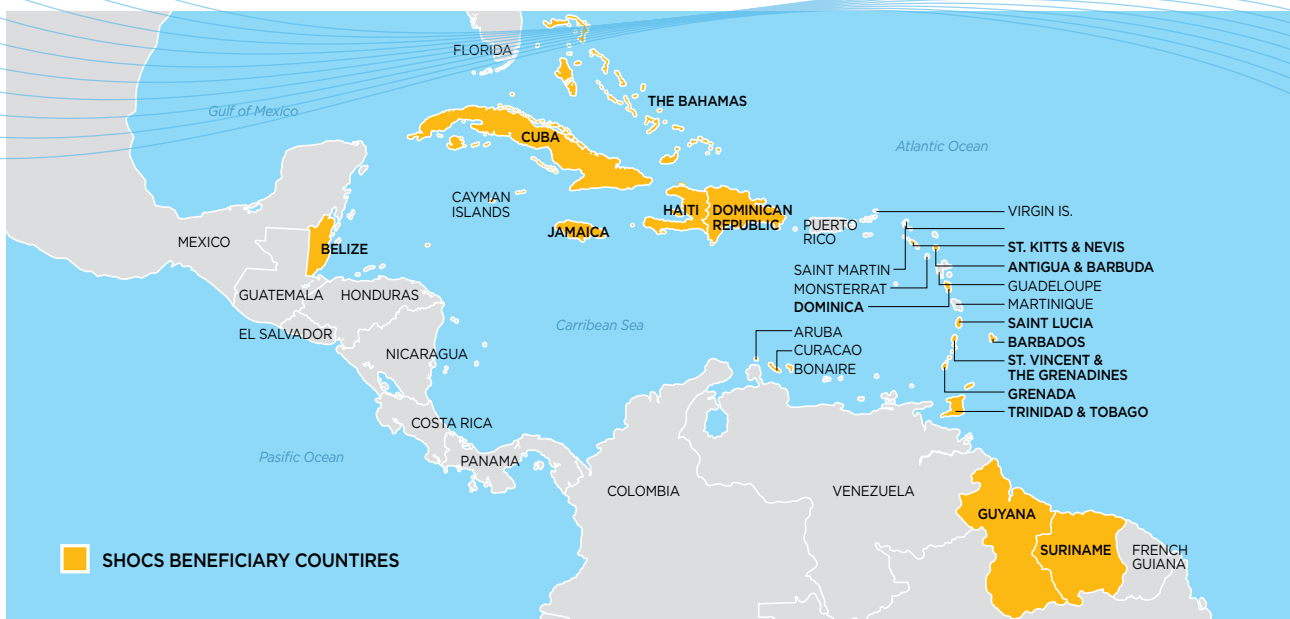 FLORIDA
Gulf of Mexico
THE BAHAMAS
CUBA
Atlantic Ocean
CAYMAN
ISLANDS
HAITI
DOMINICAN
REPUBLIC
JAMAICA
PUERTO
RICO
VIRGIN IS.
MEXICO
BELIZE
ST. KITTS & NEVIS
SAINT MARTIN
ANTIGUA & BARBUDA
MONSTERRAT
GUADELOUPE
DOMINICA
MARTINIQUE
GUATEMALA
HONDURAS
EL SALVADOR
Carribean Sea
SAINT LUCIA
ARUBA
BARBADOS
CURACAO
NICARAGUA
BONAIRE
ST. VINCENT &
THE GRENADINES
GRENADA
TRINIDAD & TOBAGO
COSTA RICA
Pasific Ocean
PANAMA
COLOMBIA
VENEZUELA
GUYANA
SURINAME
FRENCH
GUIANA
SHOCS BENEFICIARY COUNTIRES